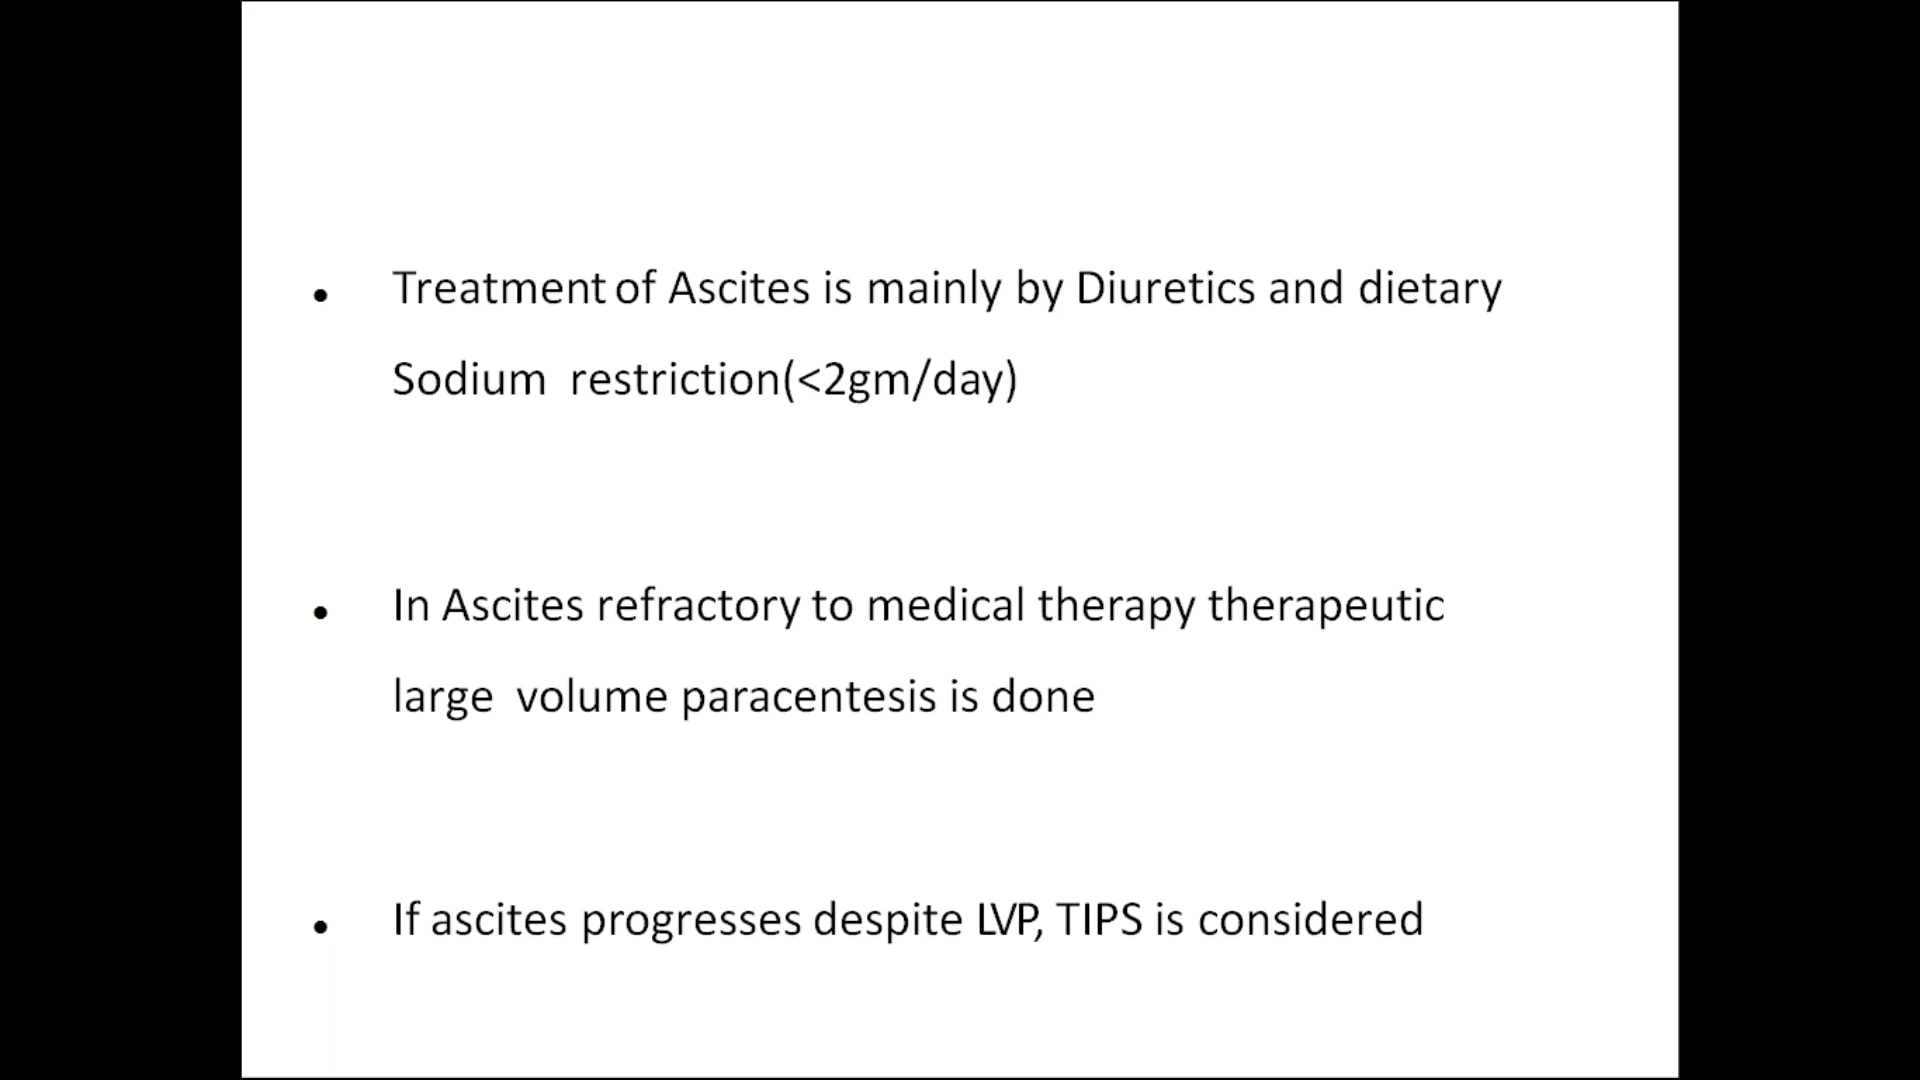 • Treatment of Ascites is mainly by Diuretics and dietary
Sodium restriction(<2gm/day)
• In Ascites refractory to medical therapy therapeutic
large volume paracentesis is done
• If ascites progresses despite LVP, TIPS is considered